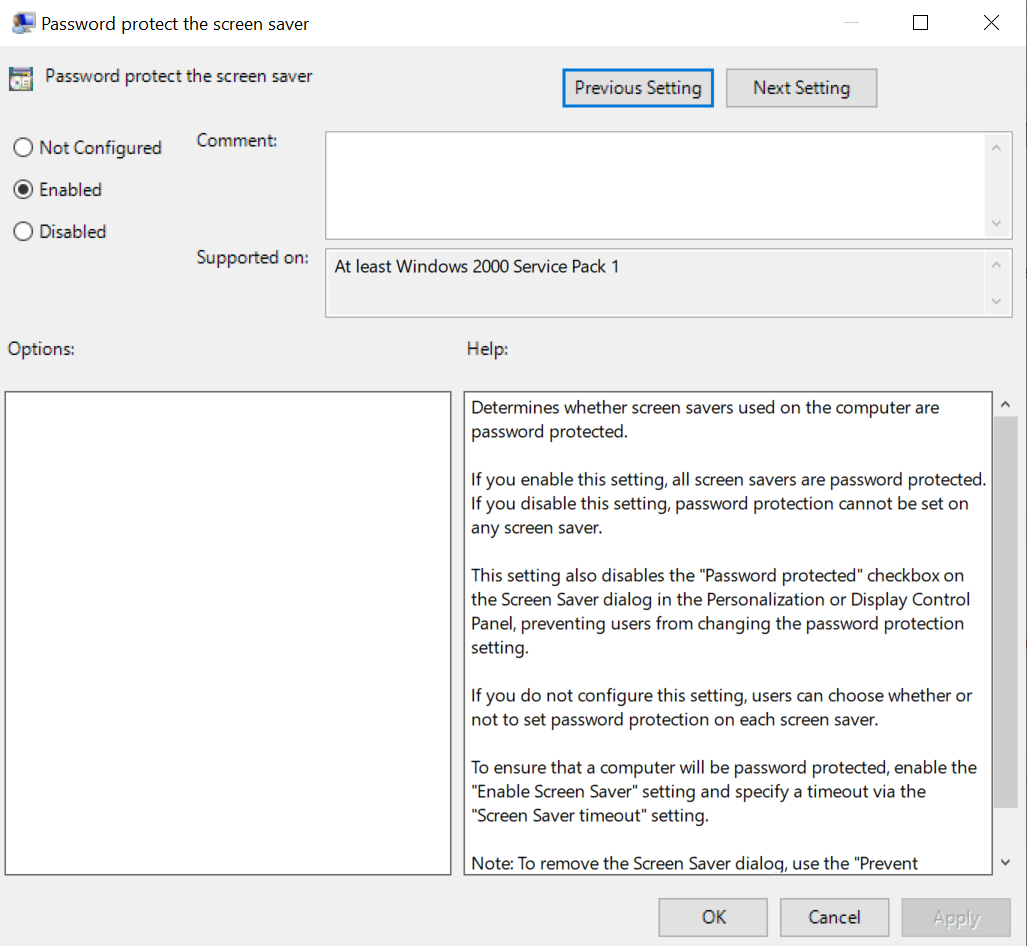 Password protect the screen saver
Password protect the screen saver
Previous Setting
Next Setting
Not Configured
Enabled
Disabled
Comment:
Supported on:
At least Windows 2000 Service Pack 1
Options:
Help:
Determines whether screen savers used on the computer are
password protected.
If you enable this setting, all screen savers are password protected.
If you disable this setting, password protection cannot be set on
any screen saver.
This setting also disables the "Password protected" checkbox on
the Screen Saver dialog in the Personalization or Display Control
Panel, preventing users from changing the password protection
setting.
If you do not configure this setting, users can choose whether or
not to set password protection on each screen saver.
To ensure that a computer will be password protected, enable the
"Enable Screen Saver" setting and specify a timeout via the
"Screen Saver timeout" setting.
Note: To remove the Screen Saver dialog, use the "Prevent
OK
Cancel
Apply